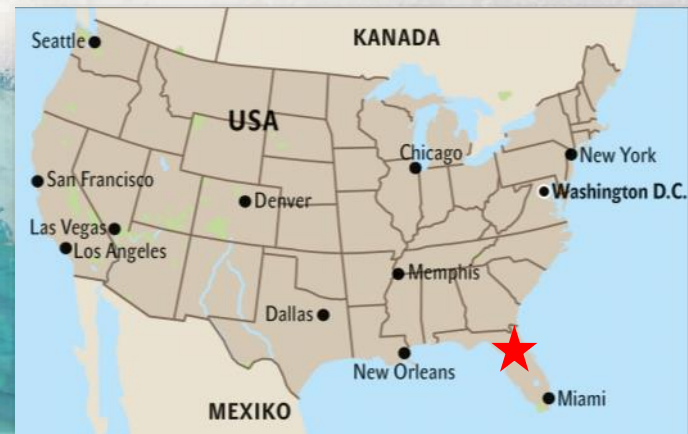 Seattle
KANADA
USA
Chicago
New York
San Francisco
Denver
Washington D.C.
Las Vegas
Los Angeles
Memphis
Dallas
New Orleans
Miami
MEXIKO